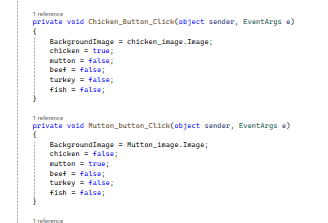 1 reference
private void Chicken_Button_Click(object sender, EventArgs e)
{
BackgroundImage = chicken_image.Image;
chicken = true;
mutton = false;
beef = false;
turkey = false;
fish = false;
}
1 reference
private void Mutton_button_Click(object sender, EventArgs e)
{
BackgroundImage = Mutton_image.Image;
chicken = false;
mutton = true;
beef = false;
turkey = false;
fish = false;
}
1 reference